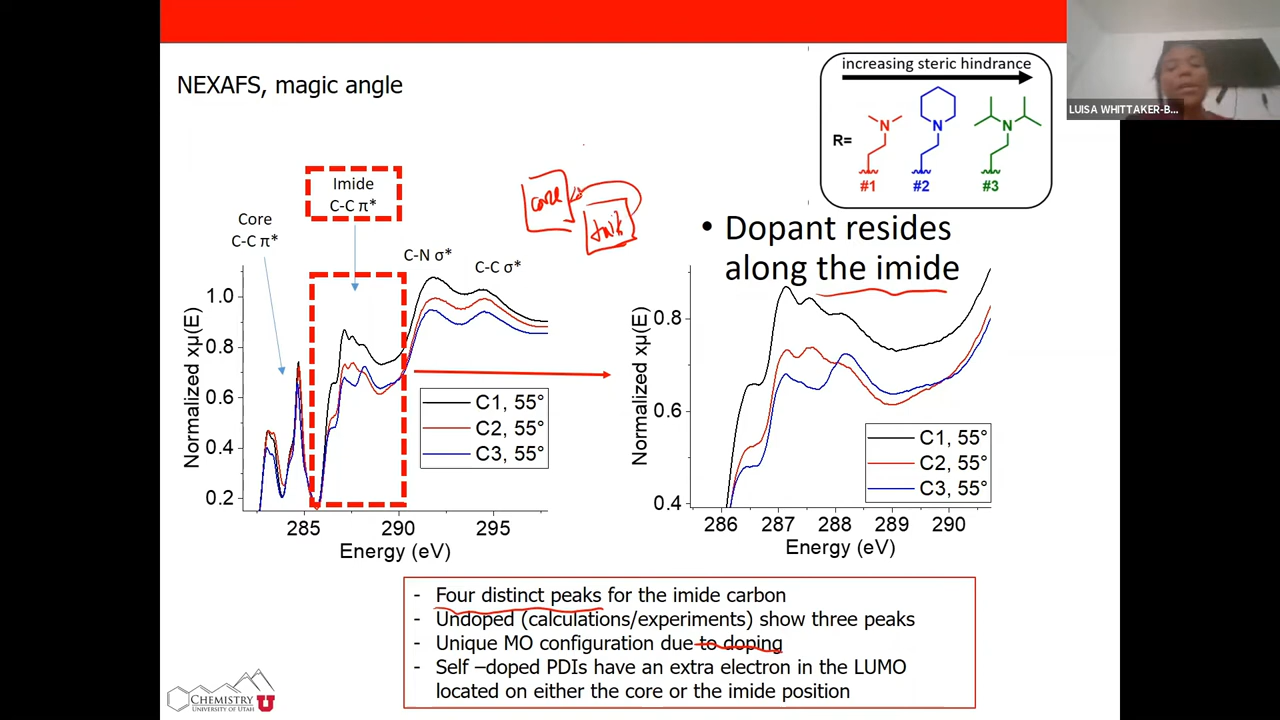 NEXAFS, magic angle
increasing steric hindrance
R=
N
N
N
#1
#2
#3
LUISA WHITTAKER-B...
Imide
C-C π*
Core
C-C π*
C-N σ*
C-C σ*
core
• Dopant resides
along the imide
Normalized xµ(E)
1.0
0.8
0.6
0.4
0.2
285
290
295
Energy (eV)
C1, 55°
C2, 55°
C3, 55°
Normalized xµ(E)
0.8
0.6
0.4
286
287
288
289
290
Energy (eV)
C1, 55°
C2, 55°
C3, 55°
- Four distinct peaks for the imide carbon
- Undoped (calculations/experiments) show three peaks
- Unique MO configuration due to doping
- Self –doped PDIs have an extra electron in the LUMO
located on either the core or the imide position
CHEMISTRY
UNIVERSITY OF UTAH
U